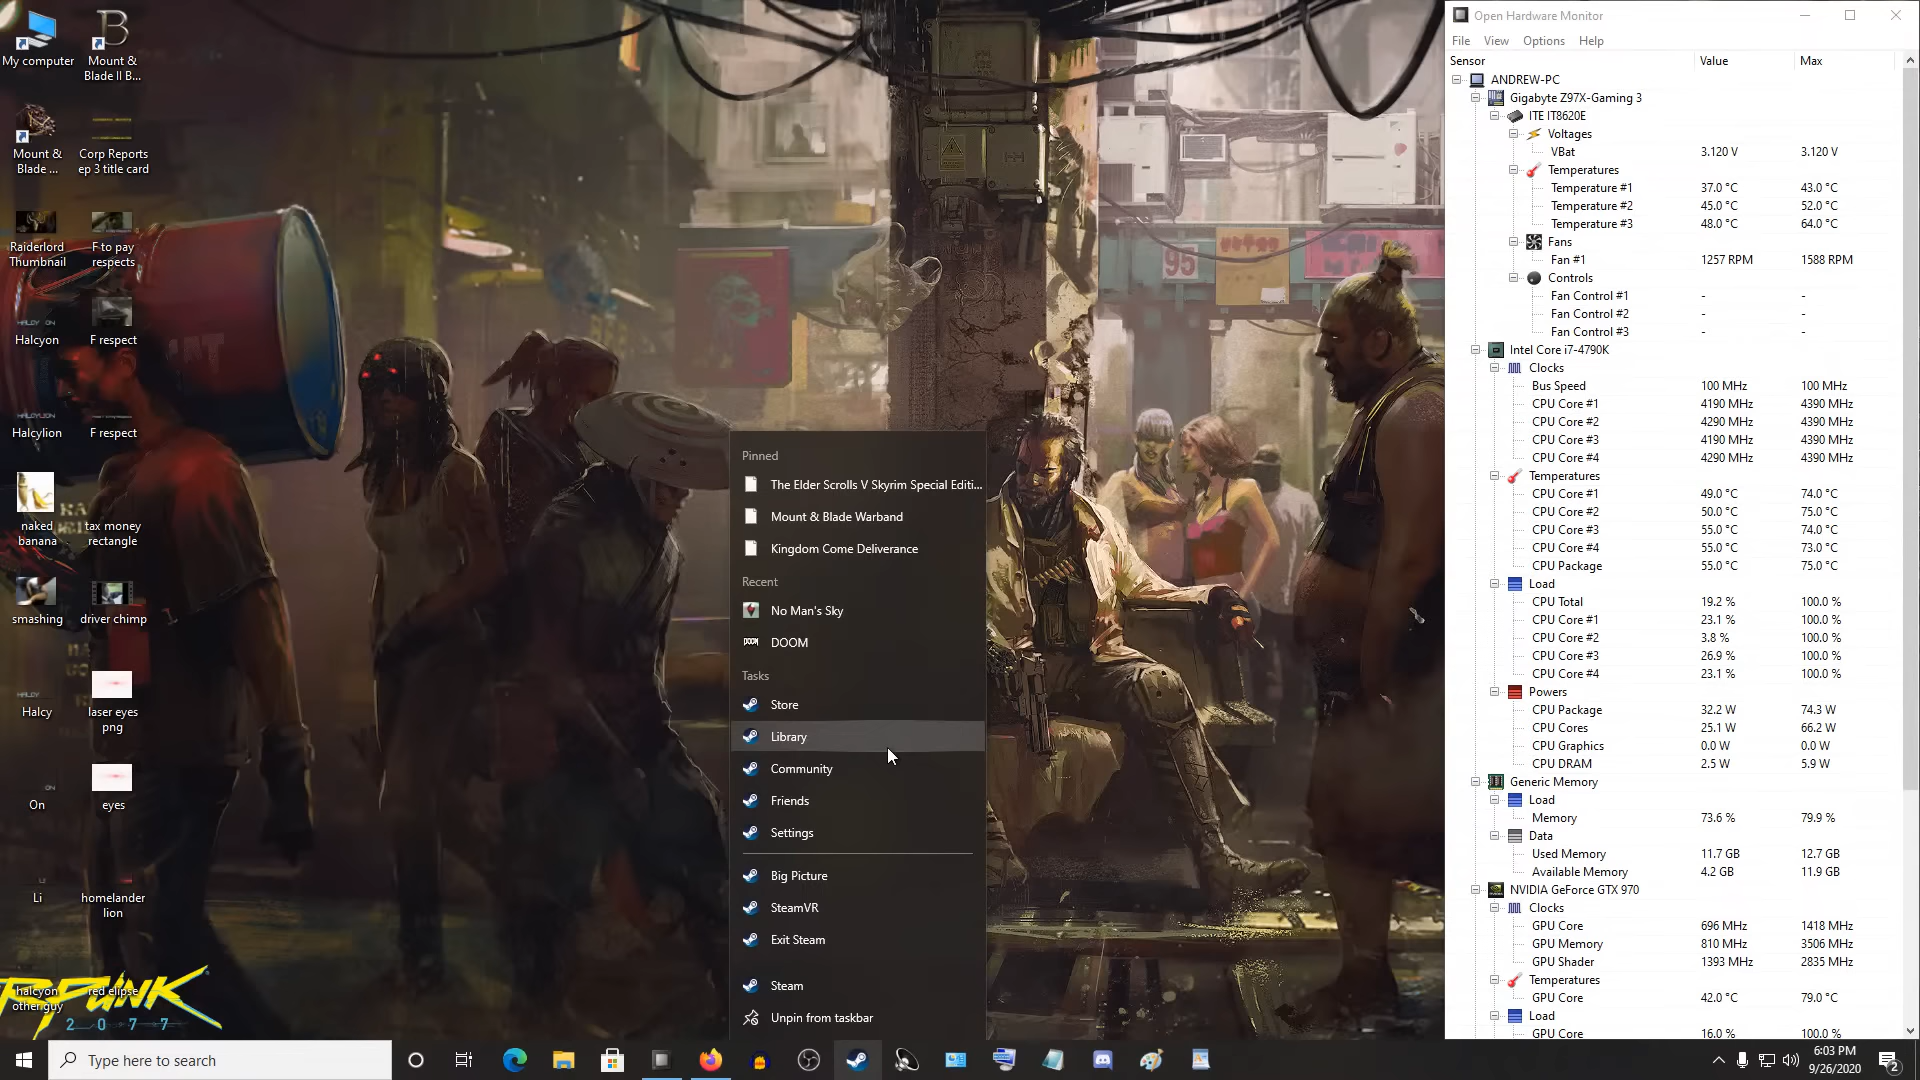 My computer
Mount &
Blade II B...
Mount &
Blade ...
Corp Reports
ep 3 title card
Raiderlord
Thumbnail
F to pay
respects
Halcyon
F respect
Halcylion
F respect
naked
banana
tax money
rectangle
smashing
driver chimp
Halcy
laser eyes
png
On
eyes
Li
homelander
lion
halcyon
other guy
red elipse
2077
95
Pinned
The Elder Scrolls V Skyrim Special Editi...
Mount & Blade Warband
Kingdom Come Deliverance
Recent
No Man's Sky
DOOM
Tasks
Store
Library
Community
Friends
Settings
Big Picture
SteamVR
Exit Steam
Steam
Unpin from taskbar
Open Hardware Monitor
File View Options Help
Sensor Value Max
ANDREW-PC
Gigabyte Z97X-Gaming 3
ITE IT8620E
Voltages
VBat 3.120 V 3.120 V
Temperatures
Temperature #1 37.0 °C 43.0 °C
Temperature #2 45.0 °C 52.0 °C
Temperature #3 48.0 °C 64.0 °C
Fans
Fan #1 1257 RPM 1588 RPM
Controls
Fan Control #1 - -
Fan Control #2 - -
Fan Control #3 - -
Intel Core i7-4790K
Clocks
Bus Speed 100 MHz 100 MHz
CPU Core #1 4190 MHz 4390 MHz
CPU Core #2 4290 MHz 4390 MHz
CPU Core #3 4190 MHz 4390 MHz
CPU Core #4 4290 MHz 4390 MHz
Temperatures
CPU Core #1 49.0 °C 74.0 °C
CPU Core #2 50.0 °C 75.0 °C
CPU Core #3 55.0 °C 74.0 °C
CPU Core #4 55.0 °C 73.0 °C
CPU Package 55.0 °C 75.0 °C
Load
CPU Total 19.2 % 100.0 %
CPU Core #1 23.1 % 100.0 %
CPU Core #2 3.8 % 100.0 %
CPU Core #3 26.9 % 100.0 %
CPU Core #4 23.1 % 100.0 %
Powers
CPU Package 32.2 W 74.3 W
CPU Cores 25.1 W 66.2 W
CPU Graphics 0.0 W 0.0 W
CPU DRAM 2.5 W 5.9 W
Generic Memory
Load
Memory 73.6 % 79.9 %
Data
Used Memory 11.7 GB 12.7 GB
Available Memory 4.2 GB 11.9 GB
NVIDIA GeForce GTX 970
Clocks
GPU Core 696 MHz 1418 MHz
GPU Memory 810 MHz 3506 MHz
GPU Shader 1393 MHz 2835 MHz
Temperatures
GPU Core 42.0 °C 79.0 °C
Load
GPU Core 16.0 % 100.0 %
Type here to search
6:03 PM
9/26/2020
2